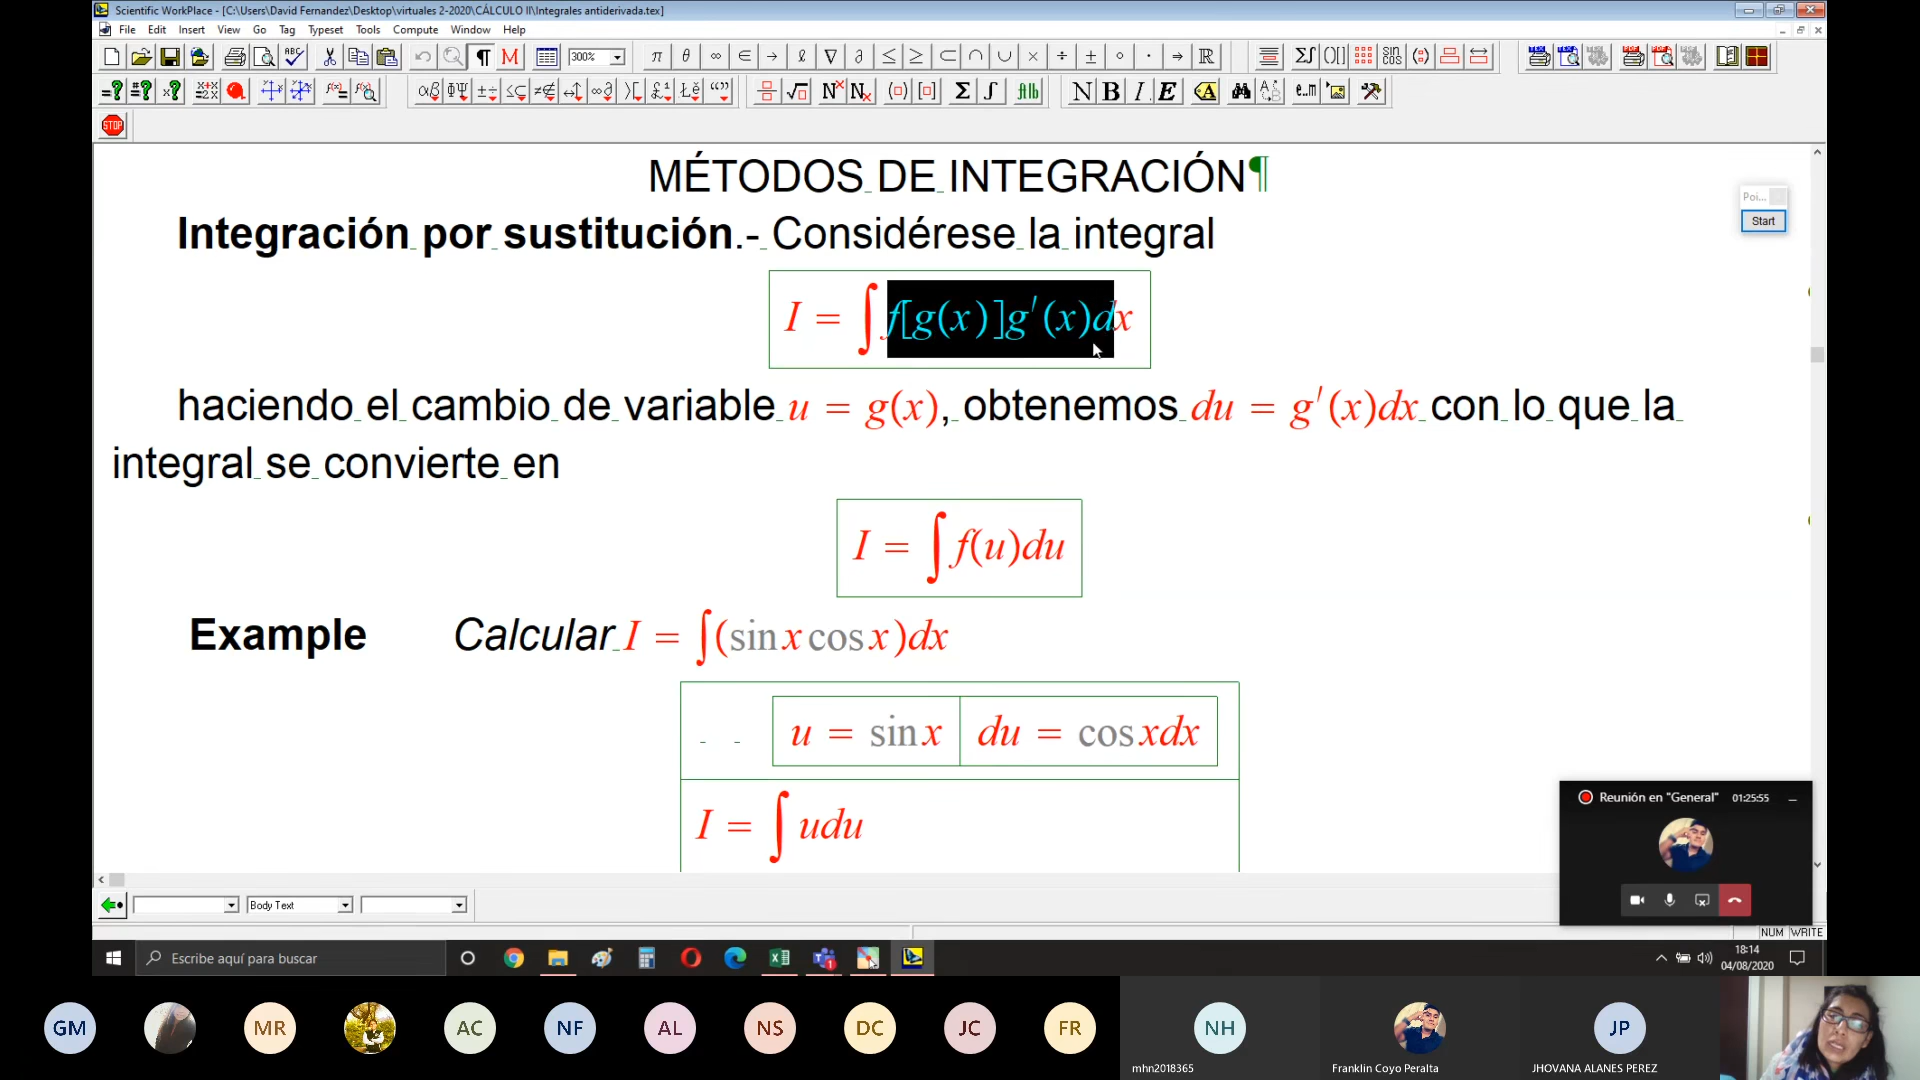 Scientific WorkPlace - [C:\Users\David Fernandez\Desktop\virtuales 2-2020\CÁLCULO II\Integrales antiderivada.tex]
File Edit Insert View Go Tag Typeset Tools Compute Window Help
300%
STOP
MÉTODOS DE INTEGRACIÓN¶
Integración por sustitución.- Considérese la integral
Poi...
Start
I = ∫ f[g(x)]g′(x)dx
haciendo el cambio de variable u = g(x), obtenemos du = g′(x)dx con lo que la
integral se convierte en
I = ∫ f(u)du
Example Calcular I = ∫(sin x cos x)dx
u = sin x du = cos xdx
I = ∫ udu
Reunión en "General" 01:25:55
Body Text
NUM WRITE
Escribe aquí para buscar
18:14
04/08/2020
GM MR AC NF AL NS DC JC FR NH JP
mhn2018365 Franklin Coyo Peralta JHOVANA ALANES PEREZ